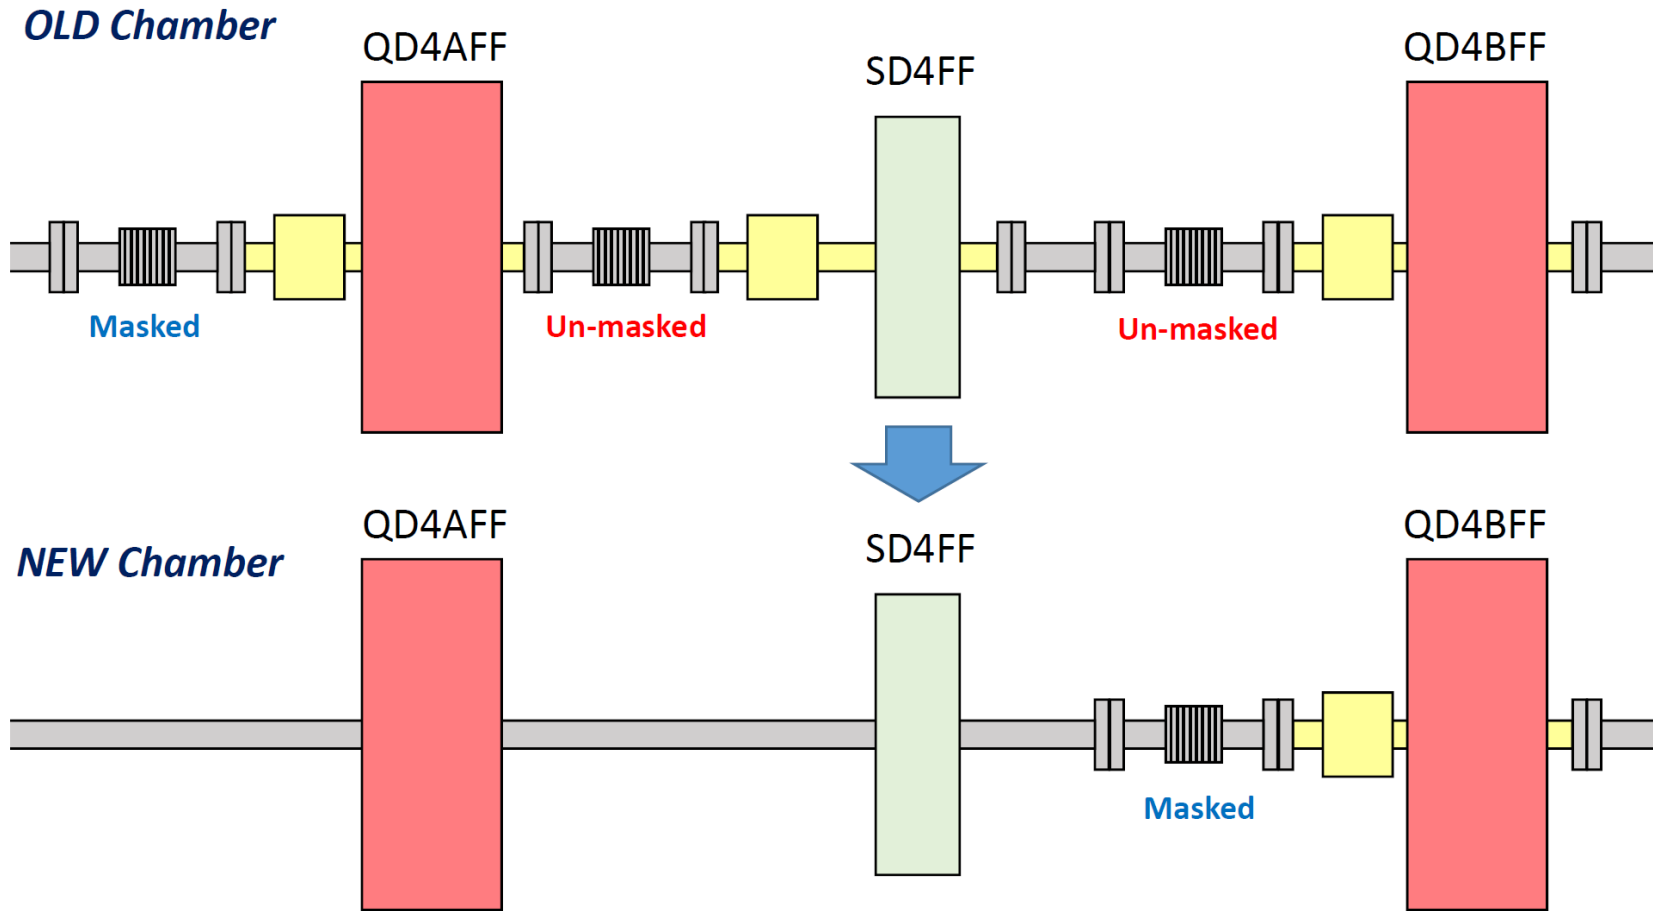 OLD Chamber
QD4AFF
SD4FF
QD4BFF
Masked
Un-masked
Un-masked
NEW Chamber
QD4AFF
SD4FF
QD4BFF
Masked